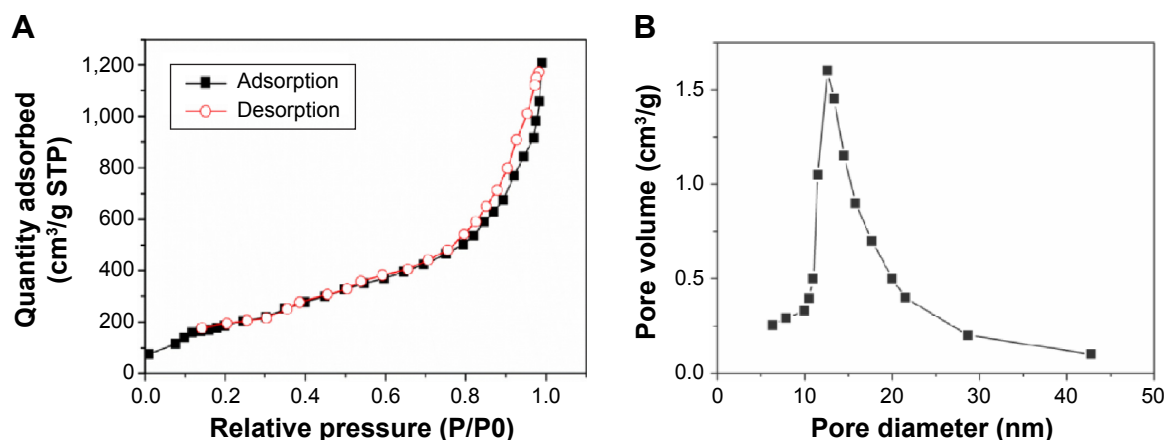 A
Quantity adsorbed
(cm³/g STP)
1,200
1,000
800
600
400
200
0
Adsorption
Desorption
0.0 0.2 0.4 0.6 0.8 1.0
Relative pressure (P/P0)
B
Pore volume (cm³/g)
1.5
1.0
0.5
0.0
0 10 20 30 40 50
Pore diameter (nm)